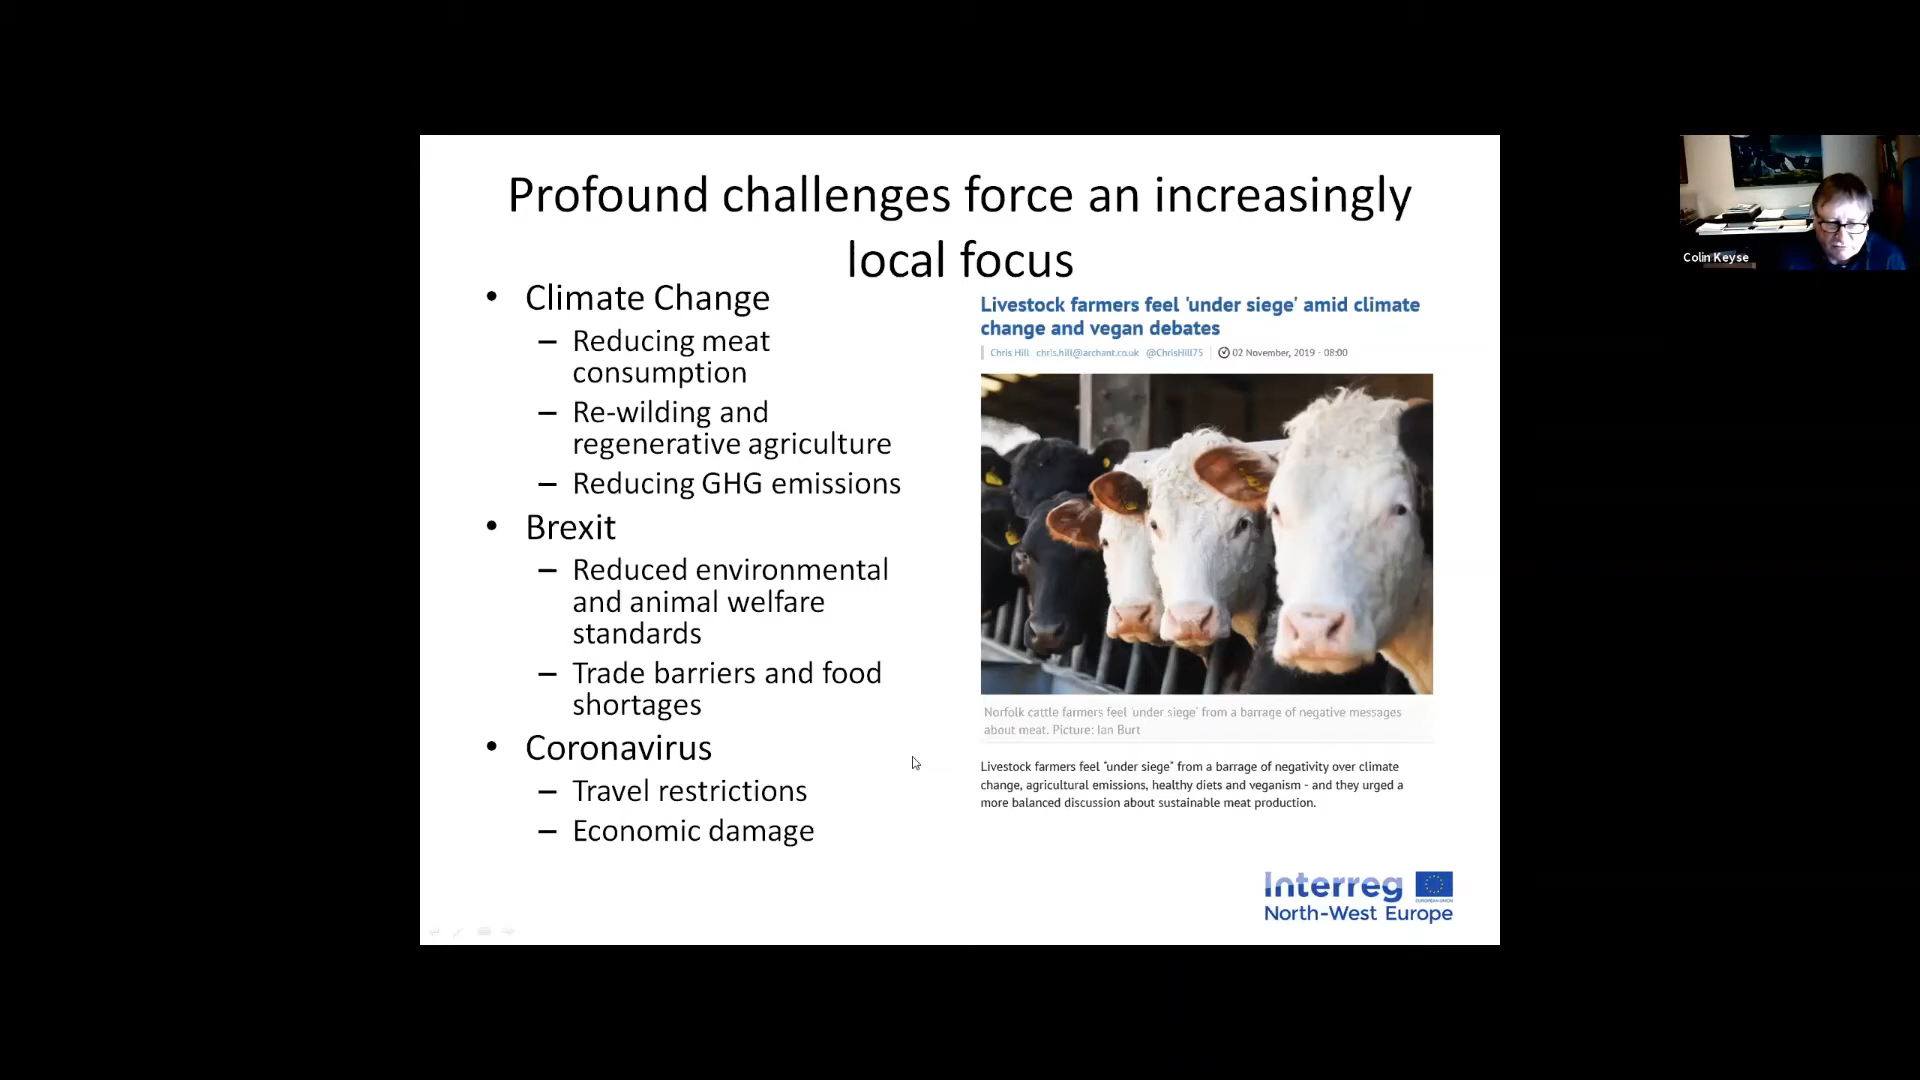 Profound challenges force an increasingly
local focus
• Climate Change
– Reducing meat
consumption
– Re-wilding and
regenerative agriculture
– Reducing GHG emissions
• Brexit
– Reduced environmental
and animal welfare
standards
– Trade barriers and food
shortages
• Coronavirus
– Travel restrictions
– Economic damage
Livestock farmers feel 'under siege' amid climate
change and vegan debates
Chris Hill chris.hill@archant.co.uk @ChrisHill75 02 November, 2019 - 08:00
Norfolk cattle farmers feel 'under siege' from a barrage of negative messages
about meat. Picture: Ian Burt
Livestock farmers feel "under siege" from a barrage of negativity over climate
change, agricultural emissions, healthy diets and veganism - and they urged a
more balanced discussion about sustainable meat production.
Interreg
EUROPEAN UNION
North-West Europe
Colin Keyse